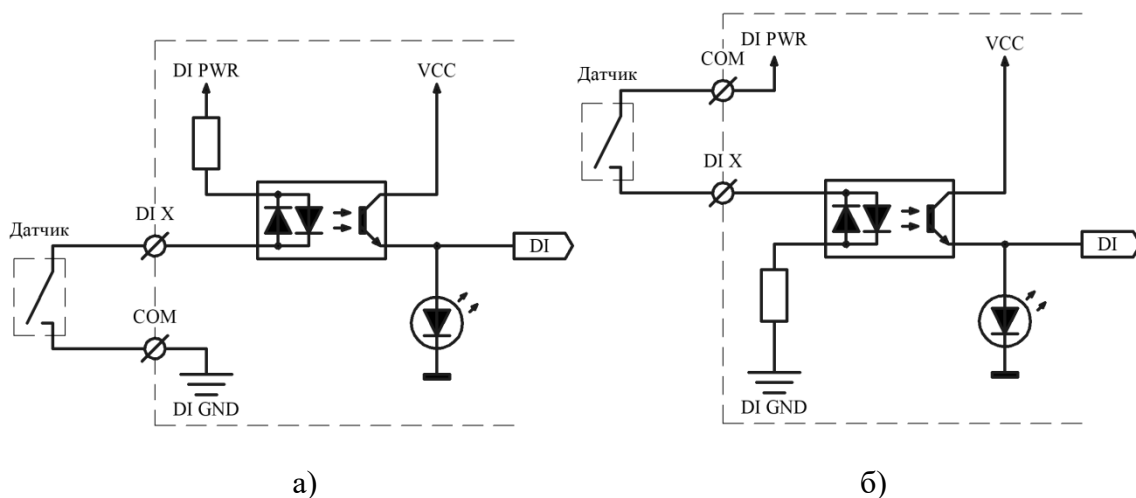 DI PWR
VCC
DI X
Датчик
COM
DI GND
DI
а)
DI PWR
COM
VCC
Датчик
DI X
DI
DI GND
б)